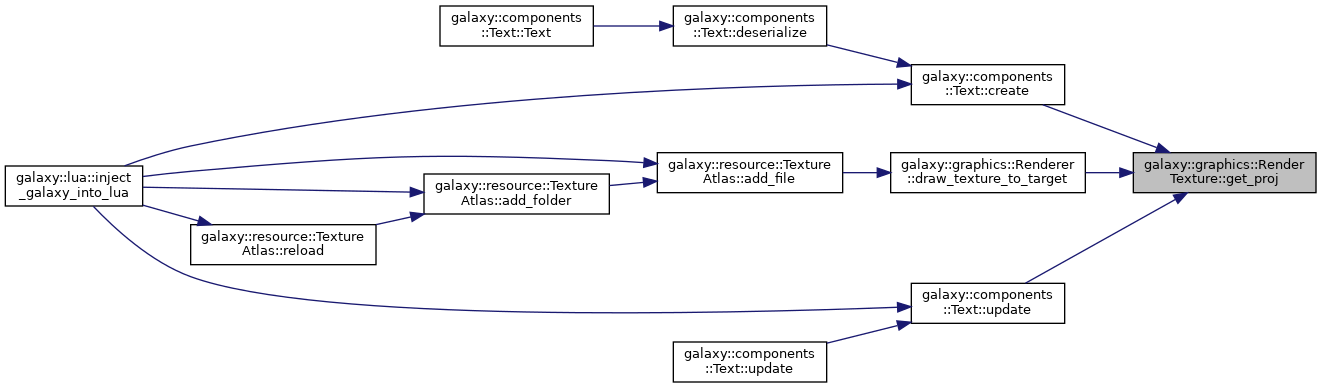 galaxy::components
::Text::Text
galaxy::components
::Text::deserialize
galaxy::components
::Text::create
galaxy::lua::inject
_galaxy_into_lua
galaxy::resource::Texture
Atlas::add_folder
galaxy::resource::Texture
Atlas::add_file
galaxy::graphics::Renderer
::draw_texture_to_target
galaxy::graphics::Render
Texture::get_proj
galaxy::resource::Texture
Atlas::reload
galaxy::components
::Text::update
galaxy::components
::Text::update